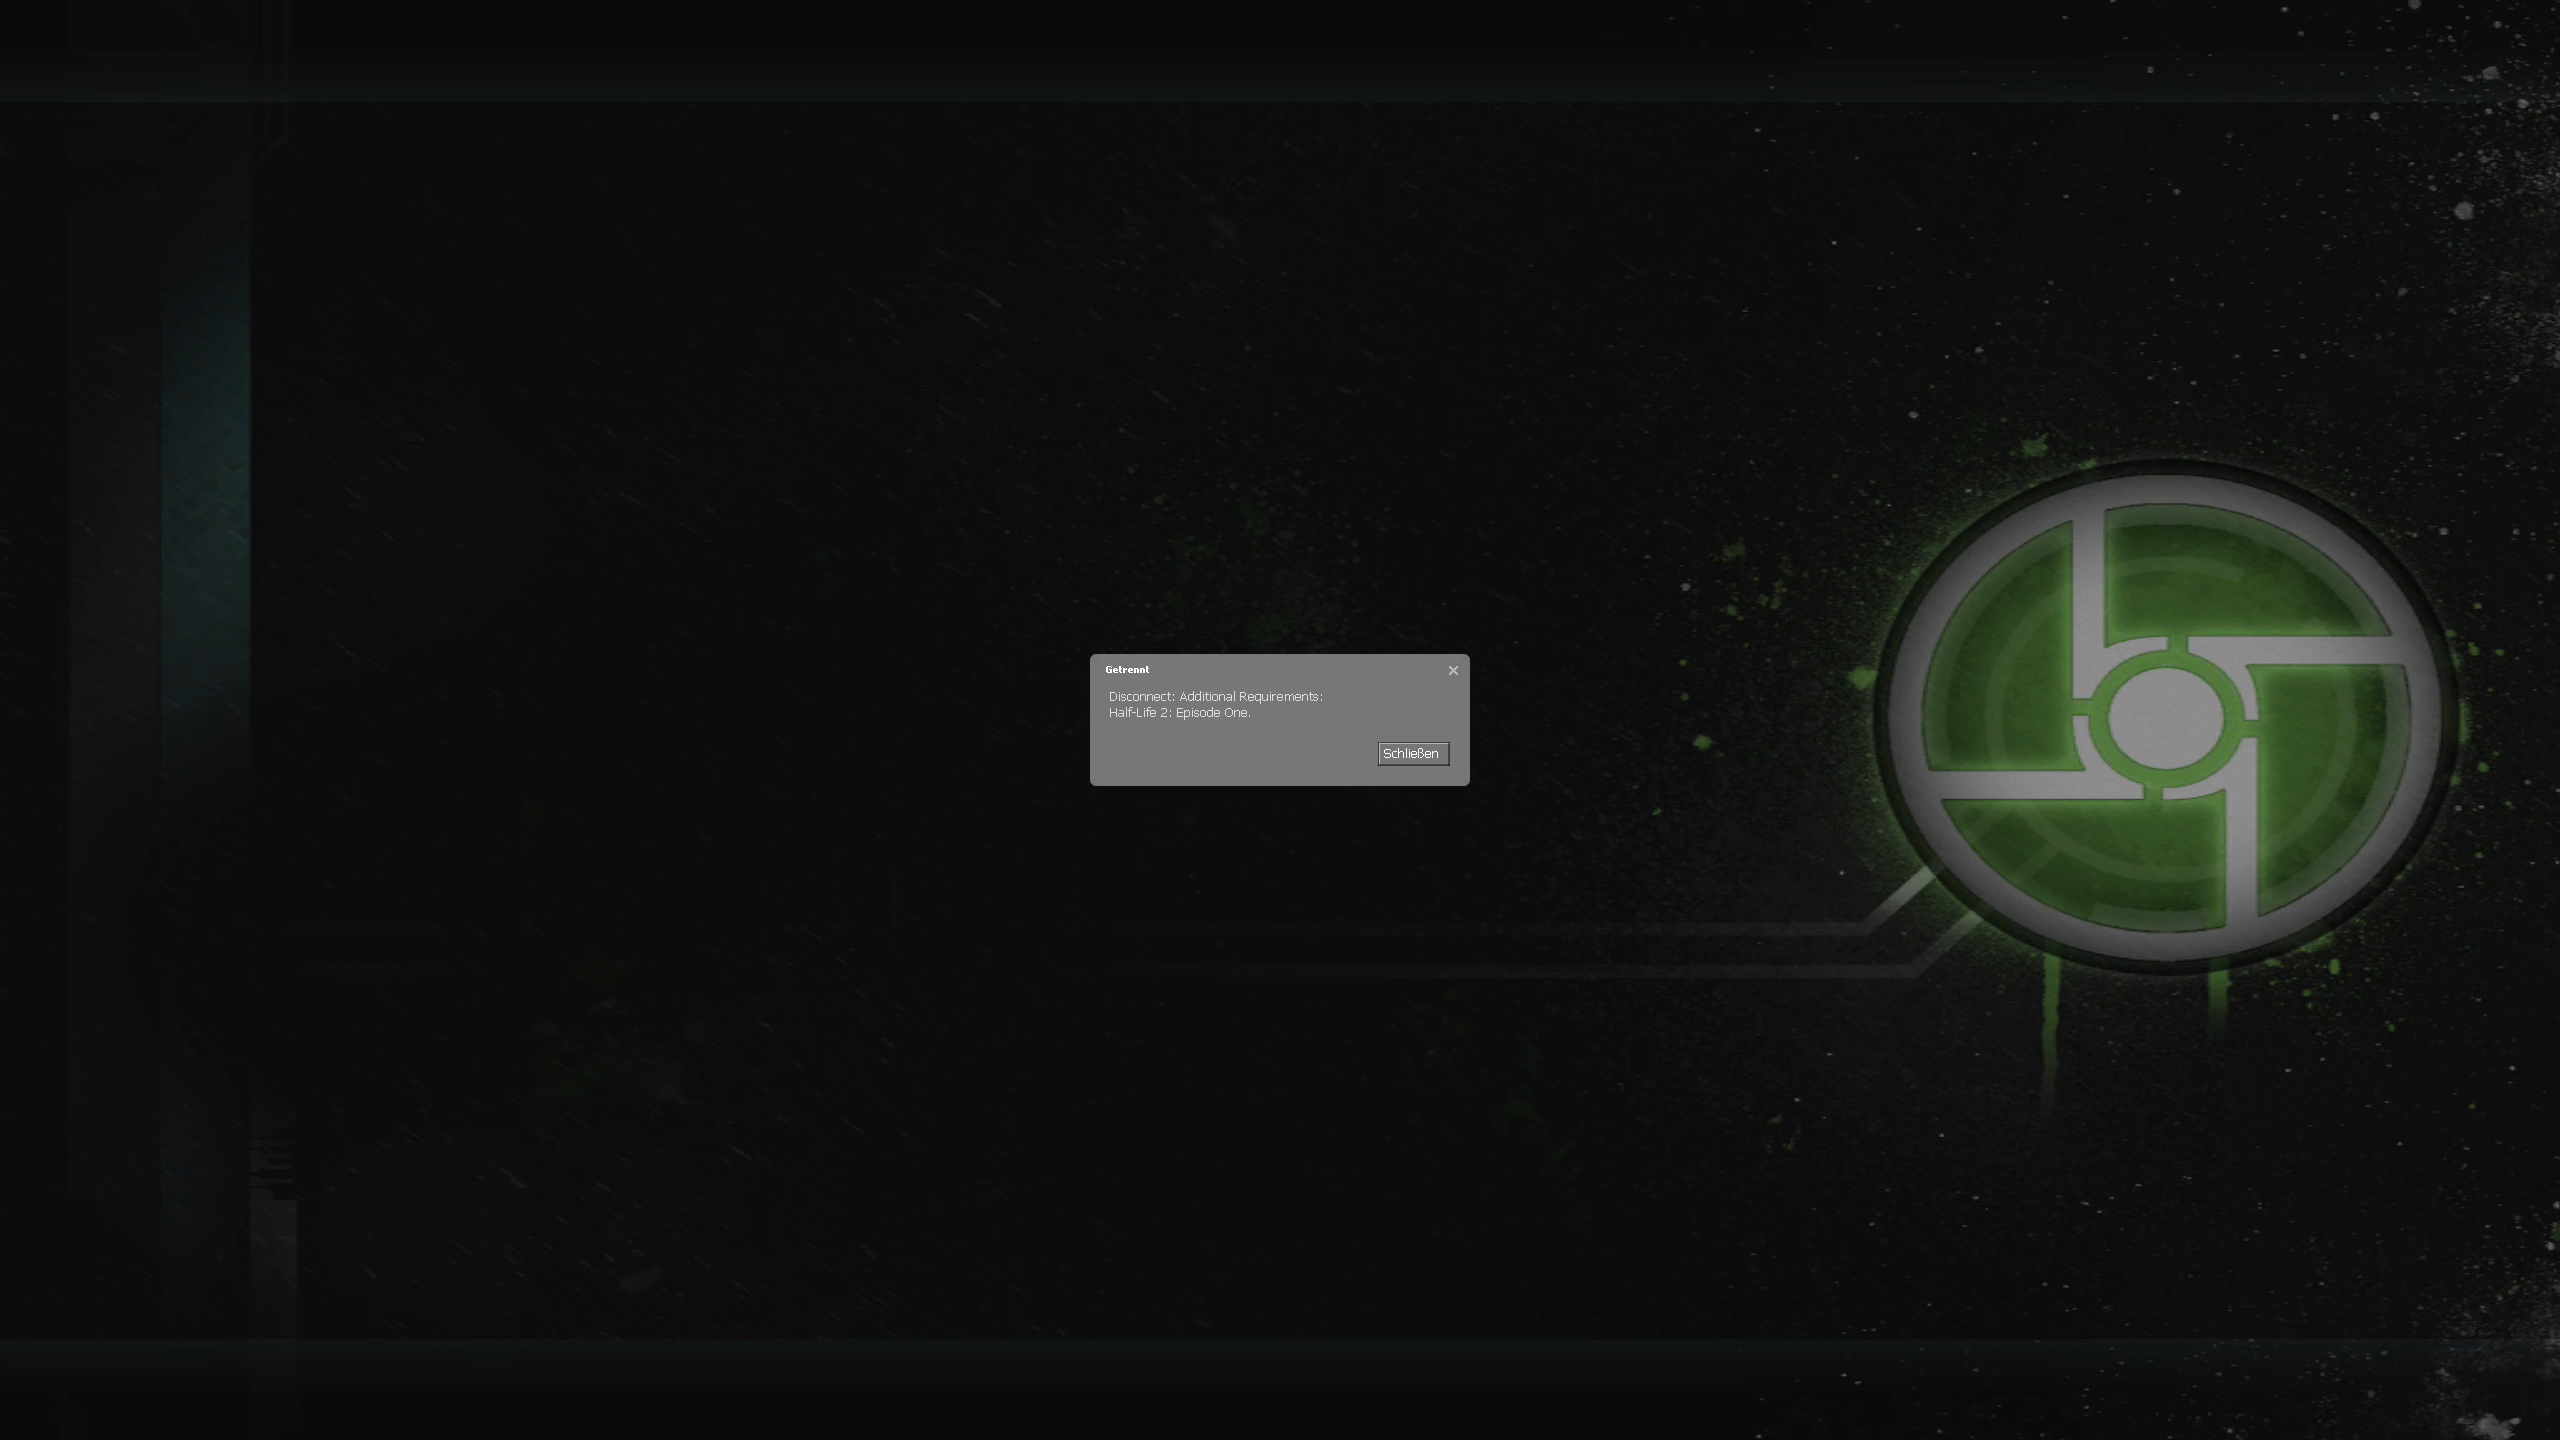 Getrennt
Disconnect: Additional Requirements:
Half-Life 2: Episode One.
Schließen